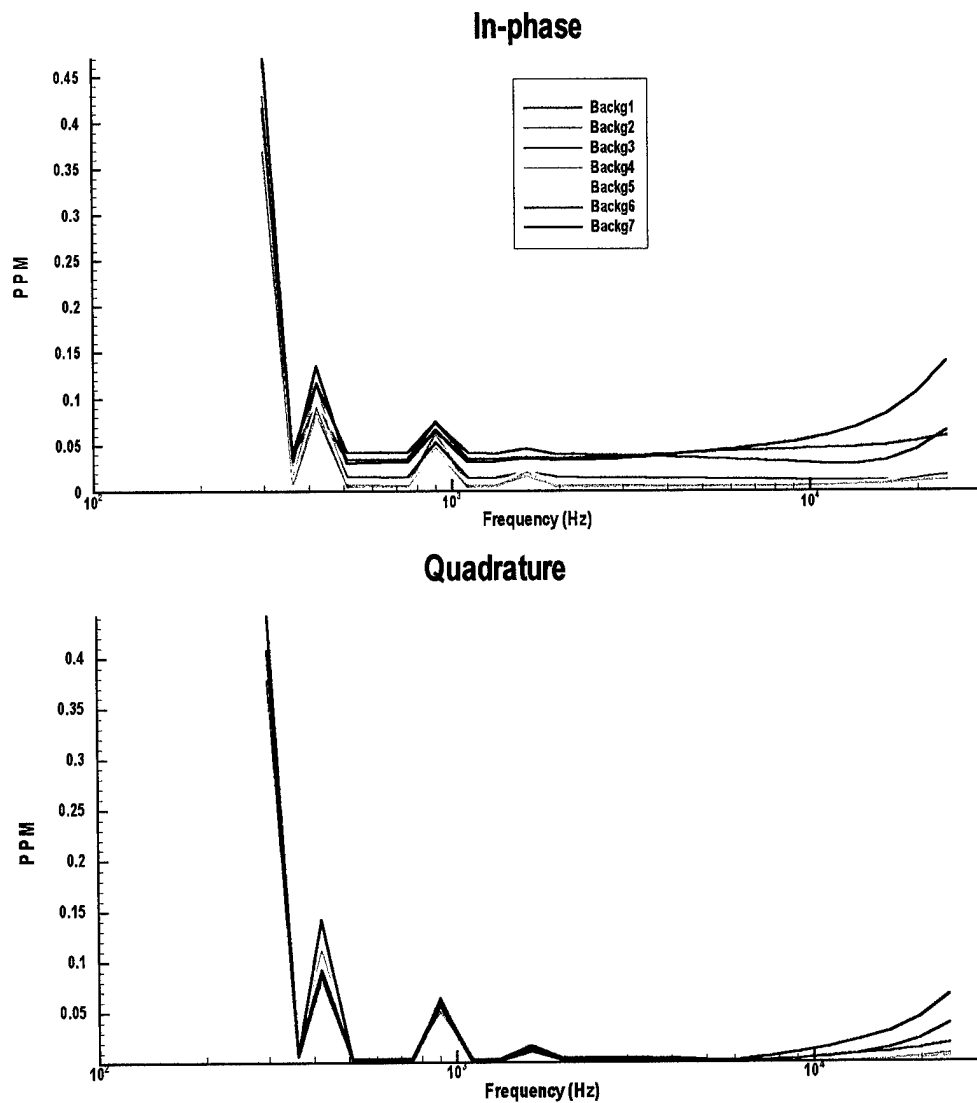 In-phase
0.45
0.4
0.35
0.3
0.25
0.2
0.15
0.1
0.05
0
PPM
Backg1
Backg2
Backg3
Backg4
Backg5
Backg6
Backg7
10²
10³
10⁴
Frequency (Hz)
Quadrature
0.4
0.35
0.3
0.25
0.2
0.15
0.1
0.05
PPM
10²
10³
10⁴
Frequency (Hz)